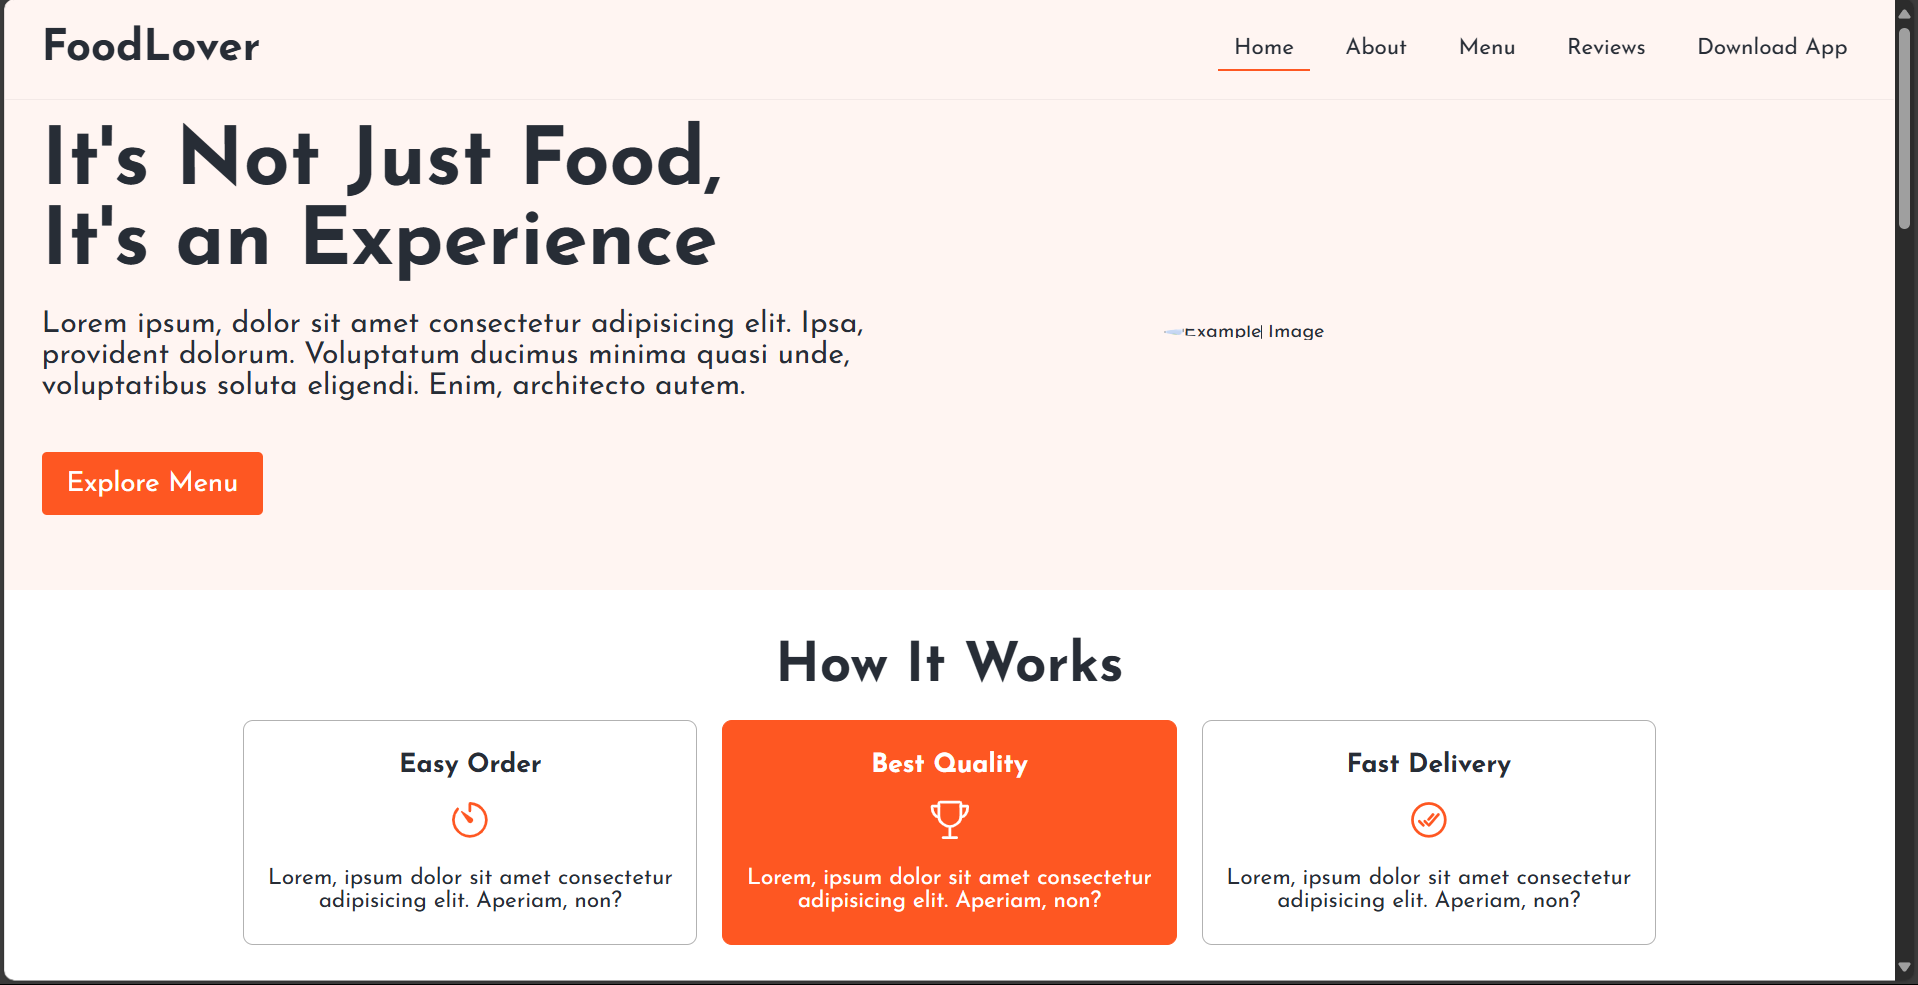 FoodLover
Home About Menu Reviews Download App
It's Not Just Food,
It's an Experience
Lorem ipsum, dolor sit amet consectetur adipisicing elit. Ipsa,
provident dolorum. Voluptatum ducimus minima quasi unde,
voluptatibus soluta eligendi. Enim, architecto autem.
Example Image
Explore Menu
How It Works
Easy Order
Lorem, ipsum dolor sit amet consectetur
adipisicing elit. Aperiam, non?
Best Quality
Lorem, ipsum dolor sit amet consectetur
adipisicing elit. Aperiam, non?
Fast Delivery
Lorem, ipsum dolor sit amet consectetur
adipisicing elit. Aperiam, non?